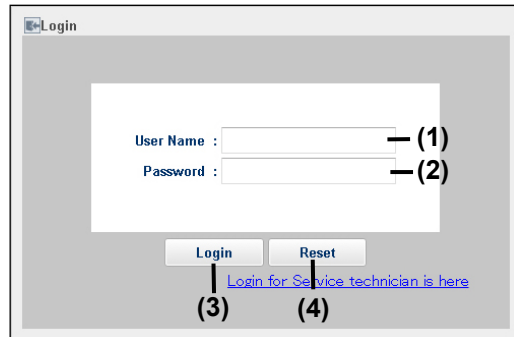 Login
User Name : (1)
Password : (2)
Login Reset
Login for Service technician is here
(3) (4)